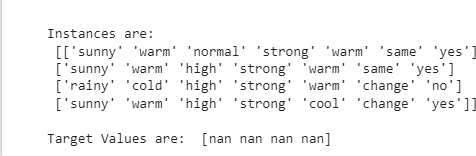 Instances are:
[['sunny' 'warm' 'normal' 'strong' 'warm' 'same' 'yes']
['sunny' 'warm' 'high' 'strong' 'warm' 'same' 'yes']
['rainy' 'cold' 'high' 'strong' 'warm' 'change' 'no']
['sunny' 'warm' 'high' 'strong' 'cool' 'change' 'yes']]
Target Values are:  [nan nan nan nan]